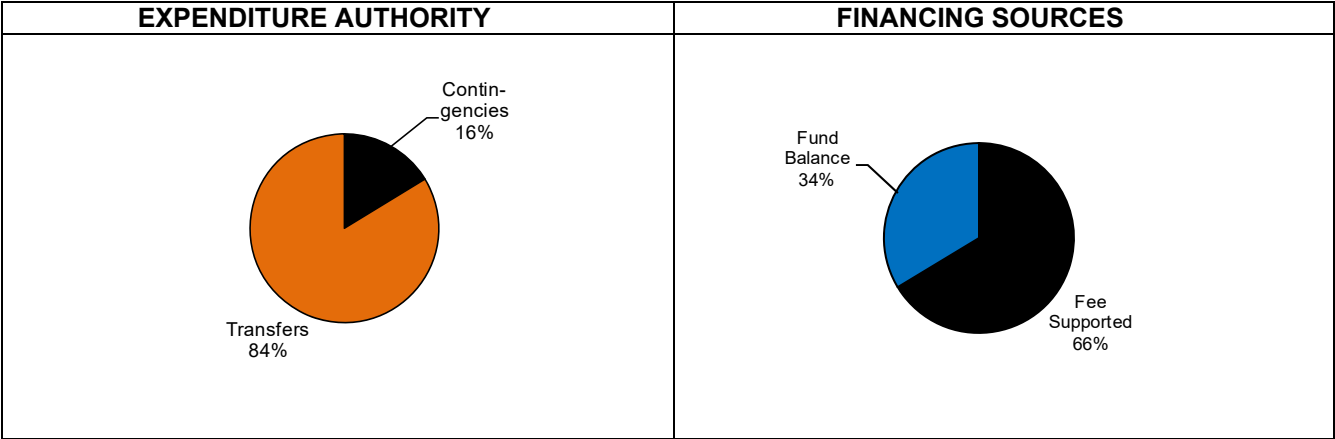 EXPENDITURE AUTHORITY
Contin-
gencies
16%
Transfers
84%
FINANCING SOURCES
Fund
Balance
34%
Fee
Supported
66%